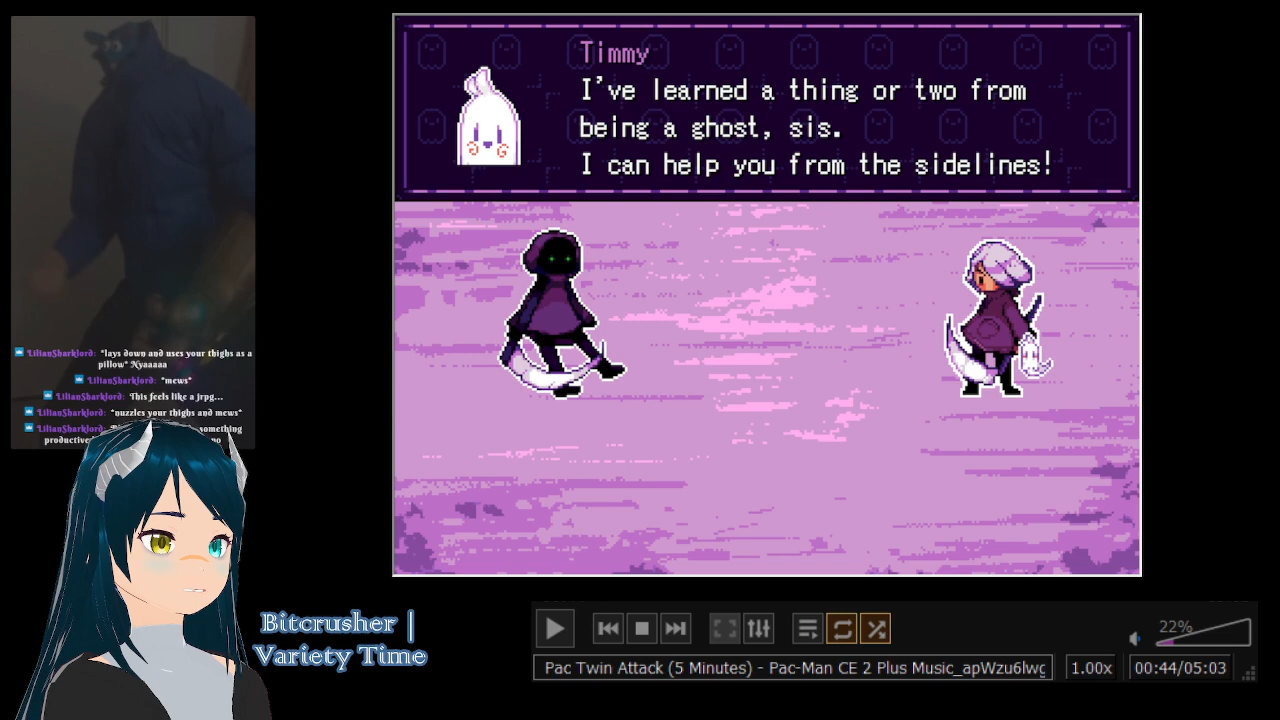 Timmy
I've learned a thing or two from
being a ghost, sis.
I can help you from the sidelines!
LilianSharklord: *lays down and uses your thighs as a
pillow* Nyaaaaa
LilianSharklord: *mews*
LilianSharklord: This feels like a jrpg...
LilianSharklord: *nuzzles your thighs and mews*
LilianSharklord: something
productive no
Bitcrusher |
Variety Time
22%
Pac Twin Attack (5 Minutes) - Pac-Man CE 2 Plus Music_apWzu6lwg
1.00x
00:44/05:03